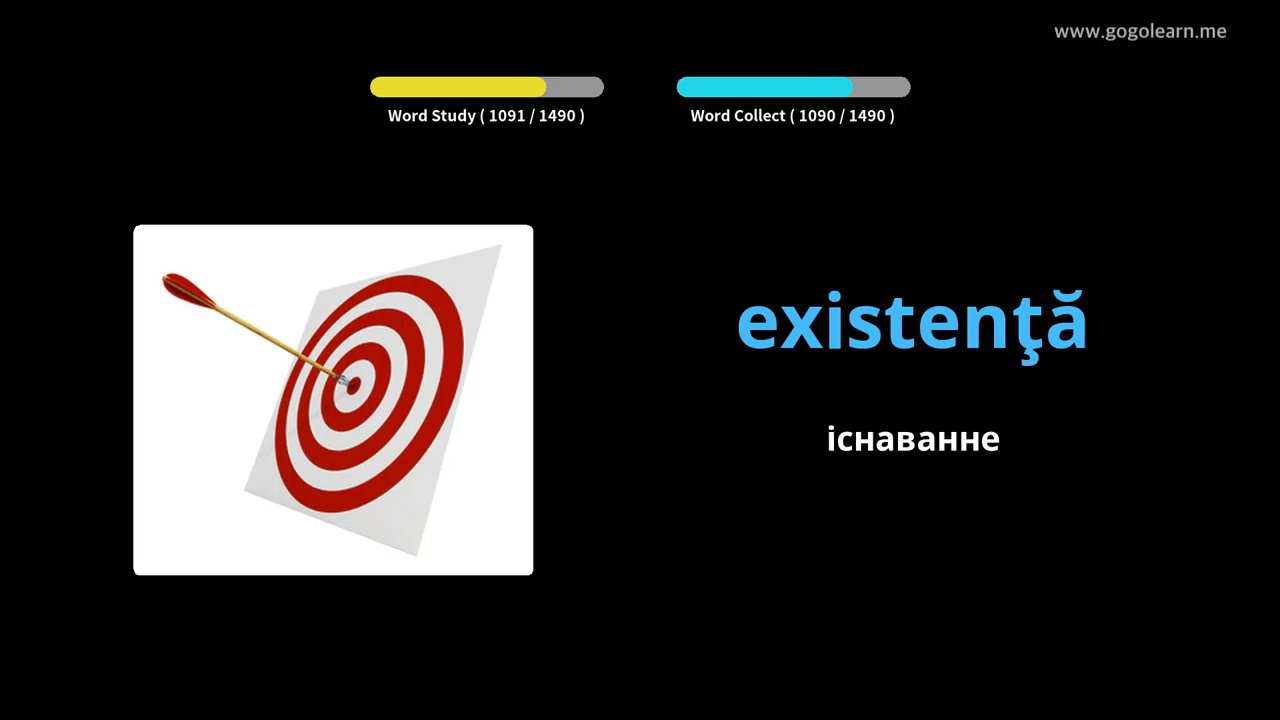 www.gogolearn.me
Word Study ( 1091 / 1490 )
Word Collect ( 1090 / 1490 )
existenţă
існаванне